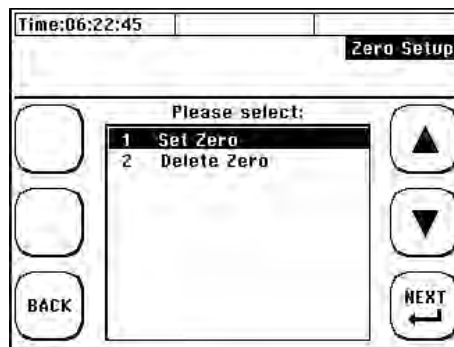 Time:06:22:45
Zero Setup
Please select:
1 Set Zero
2 Delete Zero
BACK
NEXT